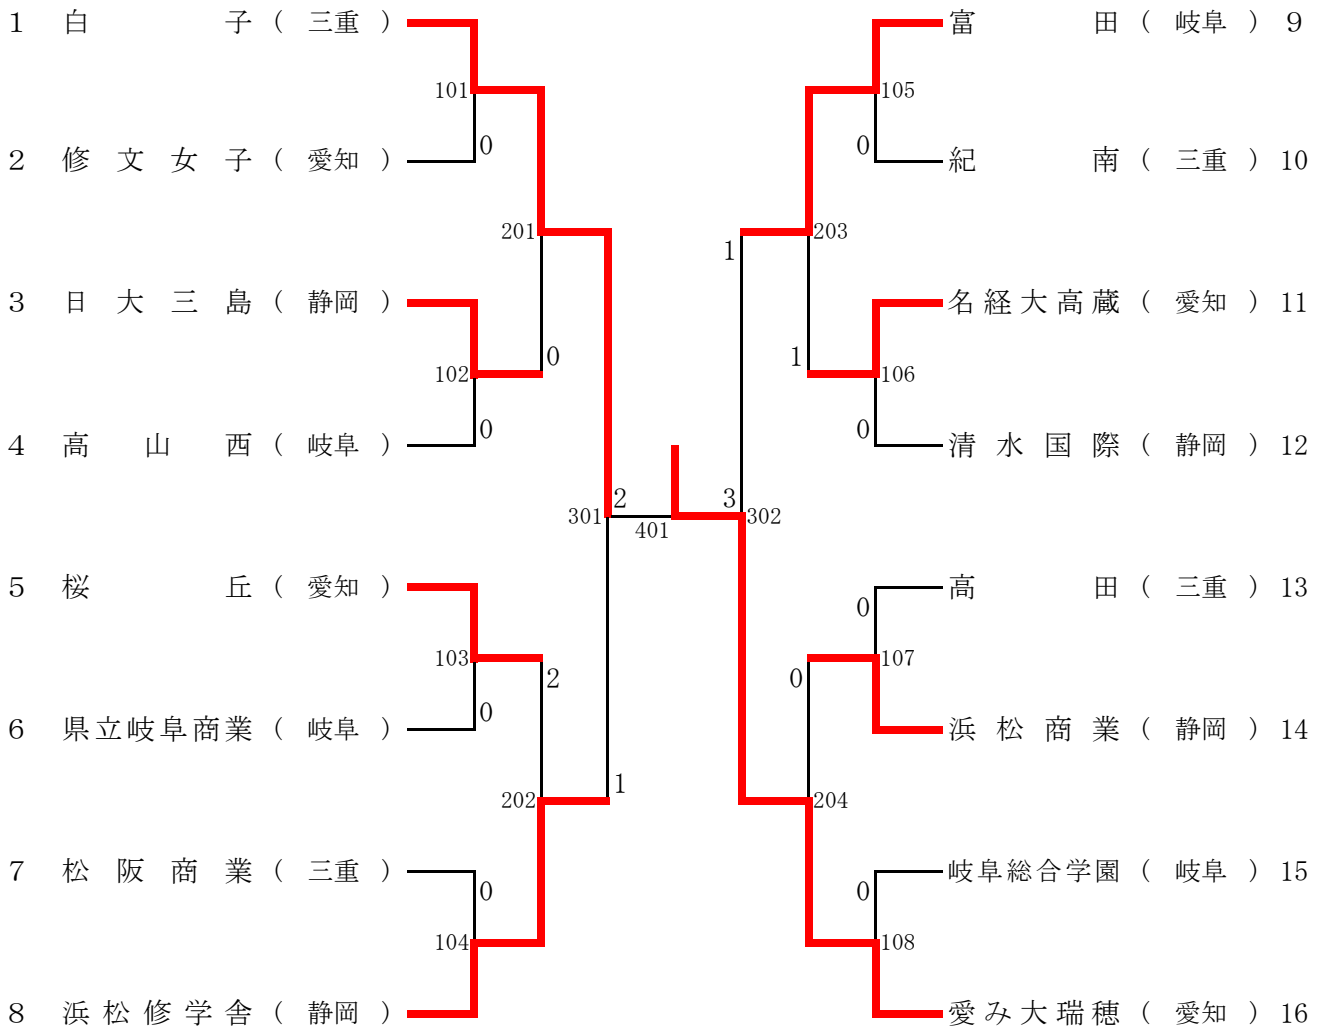 1 白子（三重）
富田（岐阜）9
101
105
0
0
2 修文女子（愛知）
紀南（三重）10
201
203
1
3 日大三島（静岡）
名経大高蔵（愛知）11
0
1
102
106
0
0
4 高山西（岐阜）
清水国際（静岡）12
2
3
301
302
401
5 桜丘（愛知）
高田（三重）13
0
103
107
2
0
0
6 県立岐阜商業（岐阜）
浜松商業（静岡）14
1
202
204
7 松阪商業（三重）
岐阜総合学園（岐阜）15
0
0
104
108
8 浜松修学舎（静岡）
愛み大瑞穂（愛知）16